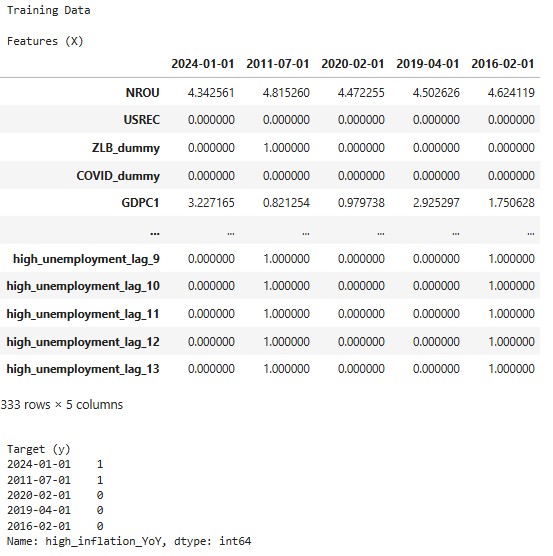 Training Data
Features (X)
2024-01-01 2011-07-01 2020-02-01 2019-04-01 2016-02-01
NROU 4.342561 4.815260 4.472255 4.502626 4.624119
USREC 0.000000 0.000000 0.000000 0.000000 0.000000
ZLB_dummy 0.000000 1.000000 0.000000 0.000000 0.000000
COVID_dummy 0.000000 0.000000 0.000000 0.000000 0.000000
GDPC1 3.227165 0.821254 0.979738 2.925297 1.750628
... ... ... ... ... ...
high_unemployment_lag_9 0.000000 1.000000 0.000000 0.000000 1.000000
high_unemployment_lag_10 0.000000 1.000000 0.000000 0.000000 1.000000
high_unemployment_lag_11 0.000000 1.000000 0.000000 0.000000 1.000000
high_unemployment_lag_12 0.000000 1.000000 0.000000 0.000000 1.000000
high_unemployment_lag_13 0.000000 1.000000 0.000000 0.000000 1.000000
333 rows × 5 columns
Target (y)
2024-01-01 1
2011-07-01 1
2020-02-01 0
2019-04-01 0
2016-02-01 0
Name: high_inflation_YoY, dtype: int64